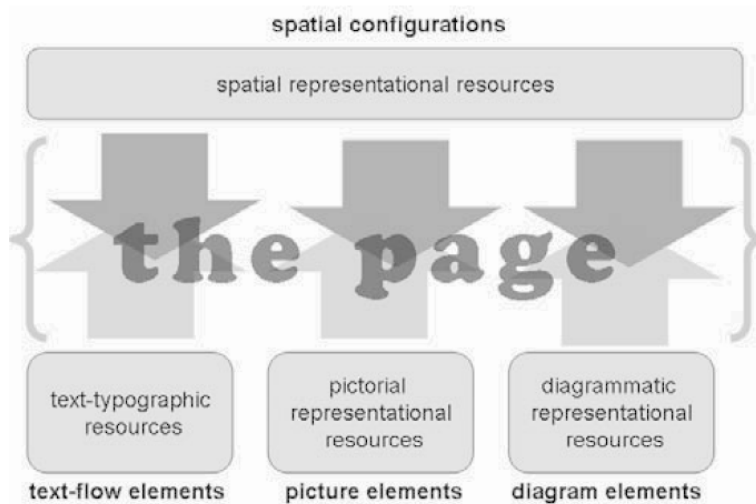 spatial configurations
spatial representational resources
the page
text-typographic
resources
pictorial
representational
resources
diagrammatic
representational
resources
text-flow elements
picture elements
diagram elements